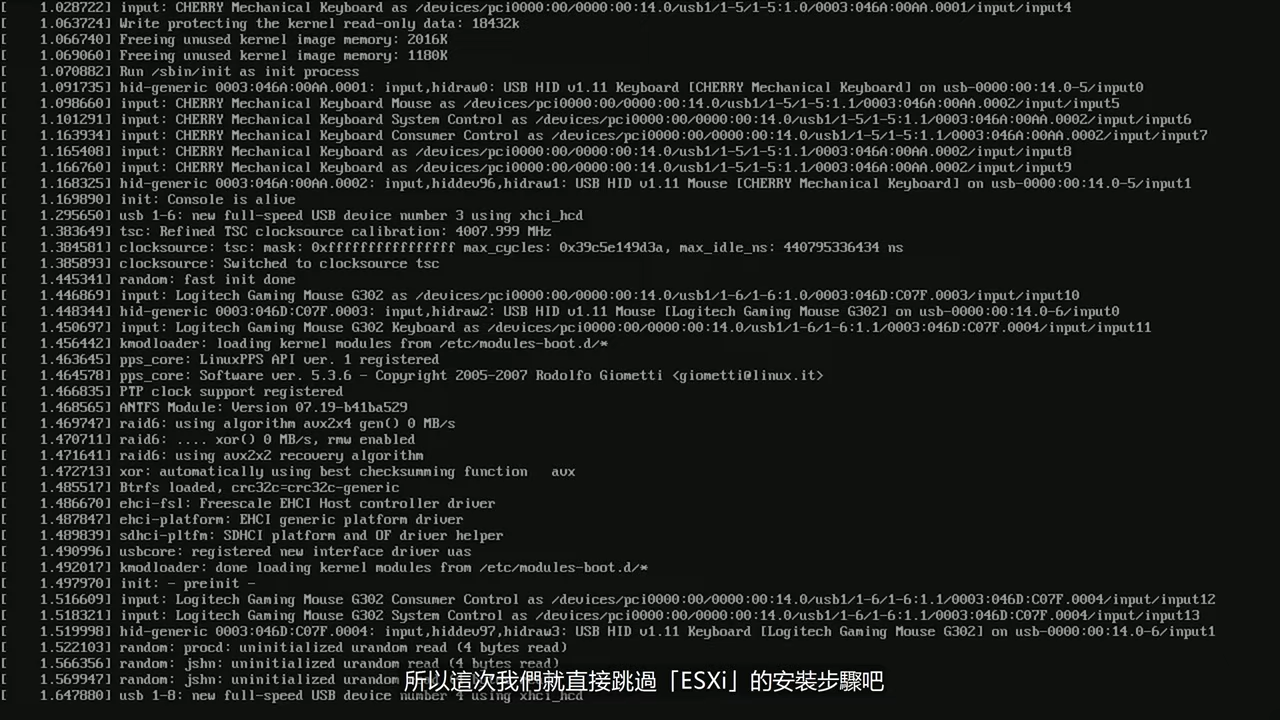 [    1.028722] input: CHERRY Mechanical Keyboard as /devices/pci0000:00/0000:00:14.0/usb1/1-5/1-5:1.0/0003:046A:00AA.0001/input/input4
[    1.063724] Write protecting the kernel read-only data: 18432k
[    1.066740] Freeing unused kernel image memory: 2016K
[    1.069060] Freeing unused kernel image memory: 1180K
[    1.070882] Run /sbin/init as init process
[    1.091735] hid-generic 0003:046A:00AA.0001: input,hidraw0: USB HID v1.11 Keyboard [CHERRY Mechanical Keyboard] on usb-0000:00:14.0-5/input0
[    1.098660] input: CHERRY Mechanical Keyboard Mouse as /devices/pci0000:00/0000:00:14.0/usb1/1-5/1-5:1.1/0003:046A:00AA.0002/input/input5
[    1.101291] input: CHERRY Mechanical Keyboard System Control as /devices/pci0000:00/0000:00:14.0/usb1/1-5/1-5:1.1/0003:046A:00AA.0002/input/input6
[    1.163934] input: CHERRY Mechanical Keyboard Consumer Control as /devices/pci0000:00/0000:00:14.0/usb1/1-5/1-5:1.1/0003:046A:00AA.0002/input/input7
[    1.165408] input: CHERRY Mechanical Keyboard as /devices/pci0000:00/0000:00:14.0/usb1/1-5/1-5:1.1/0003:046A:00AA.0002/input/input8
[    1.166760] input: CHERRY Mechanical Keyboard as /devices/pci0000:00/0000:00:14.0/usb1/1-5/1-5:1.1/0003:046A:00AA.0002/input/input9
[    1.168325] hid-generic 0003:046A:00AA.0002: input,hiddev96,hidraw1: USB HID v1.11 Mouse [CHERRY Mechanical Keyboard] on usb-0000:00:14.0-5/input1
[    1.169890] init: Console is alive
[    1.295650] usb 1-6: new full-speed USB device number 3 using xhci_hcd
[    1.383649] tsc: Refined TSC clocksource calibration: 4007.999 MHz
[    1.384581] clocksource: tsc: mask: 0xffffffffffffffff max_cycles: 0x39c5e149d3a, max_idle_ns: 440795336434 ns
[    1.385893] clocksource: Switched to clocksource tsc
[    1.445341] random: fast init done
[    1.446869] input: Logitech Gaming Mouse G302 as /devices/pci0000:00/0000:00:14.0/usb1/1-6/1-6:1.0/0003:046D:C07F.0003/input/input10
[    1.448344] hid-generic 0003:046D:C07F.0003: input,hidraw2: USB HID v1.11 Mouse [Logitech Gaming Mouse G302] on usb-0000:00:14.0-6/input0
[    1.450697] input: Logitech Gaming Mouse G302 Keyboard as /devices/pci0000:00/0000:00:14.0/usb1/1-6/1-6:1.1/0003:046D:C07F.0004/input/input11
[    1.456442] kmodloader: loading kernel modules from /etc/modules-boot.d/*
[    1.463645] pps_core: LinuxPPS API ver. 1 registered
[    1.464578] pps_core: Software ver. 5.3.6 - Copyright 2005-2007 Rodolfo Giometti <giometti@linux.it>
[    1.466835] PTP clock support registered
[    1.468565] ANTFS Module: Version 07.19-b41ba529
[    1.469747] raid6: using algorithm avx2x4 gen() 0 MB/s
[    1.470711] raid6: .... xor() 0 MB/s, rmw enabled
[    1.471641] raid6: using avx2x2 recovery algorithm
[    1.472713] xor: automatically using best checksumming function   avx
[    1.485517] Btrfs loaded, crc32c=crc32c-generic
[    1.486670] ehci-fsl: Freescale EHCI Host controller driver
[    1.487847] ehci-platform: EHCI generic platform driver
[    1.489839] sdhci-pltfm: SDHCI platform and OF driver helper
[    1.490996] usbcore: registered new interface driver uas
[    1.492017] kmodloader: done loading kernel modules from /etc/modules-boot.d/*
[    1.497970] init: - preinit -
[    1.516609] input: Logitech Gaming Mouse G302 Consumer Control as /devices/pci0000:00/0000:00:14.0/usb1/1-6/1-6:1.1/0003:046D:C07F.0004/input/input12
[    1.518321] input: Logitech Gaming Mouse G302 System Control as /devices/pci0000:00/0000:00:14.0/usb1/1-6/1-6:1.1/0003:046D:C07F.0004/input/input13
[    1.519998] hid-generic 0003:046D:C07F.0004: input,hiddev97,hidraw3: USB HID v1.11 Keyboard [Logitech Gaming Mouse G302] on usb-0000:00:14.0-6/input1
[    1.522103] random: procd: uninitialized urandom read (4 bytes read)
[    1.566356] random: jshn: uninitialized urandom read (4 bytes read)
[    1.569947] random: jshn: uninitialized urandom read (4 bytes read)
[    1.647880] usb 1-8: new full-speed USB device number 4 using xhci_hcd
所以這次我們就直接跳過「ESXi」的安裝步驟吧